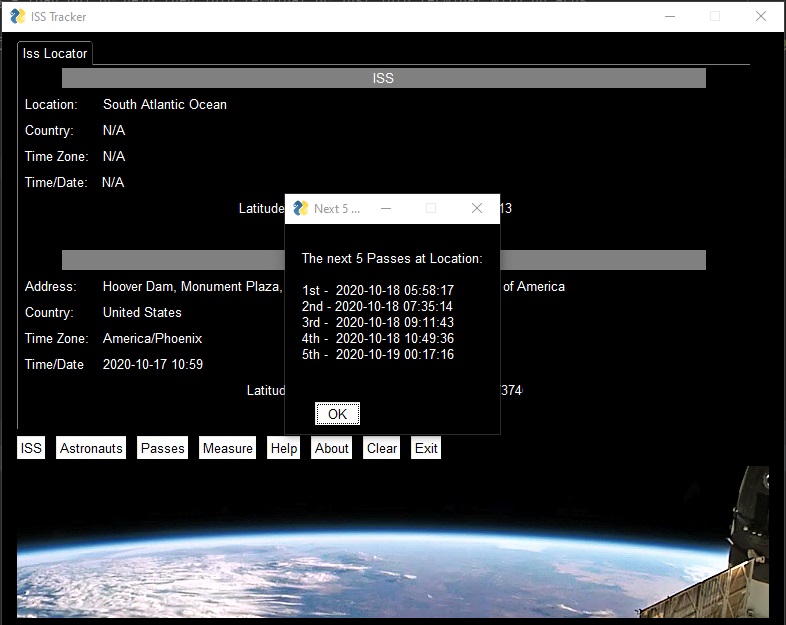 ISS Tracker
Iss Locator
ISS
Location: South Atlantic Ocean
Country: N/A
Time Zone: N/A
Time/Date: N/A
Latitude 13
Next 5 ...
The next 5 Passes at Location:
1st - 2020-10-18 05:58:17
2nd - 2020-10-18 07:35:14
3rd - 2020-10-18 09:11:43
4th - 2020-10-18 10:49:36
5th - 2020-10-19 00:17:16
OK
Address: Hoover Dam, Monument Plaza, of America
Country: United States
Time Zone: America/Phoenix
Time/Date 2020-10-17 10:59
Latitud 374
ISS Astronauts Passes Measure Help About Clear Exit